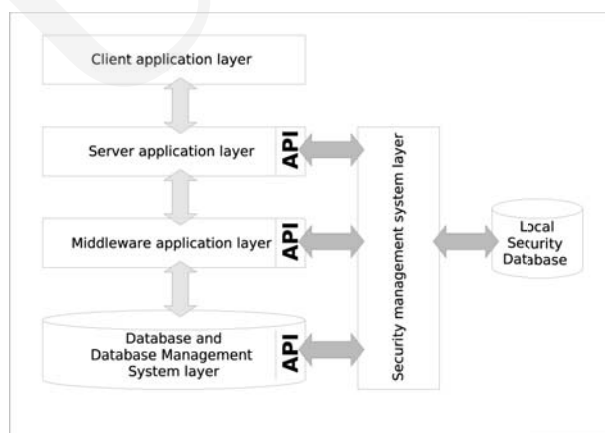 Client application layer
Server application layer
API
Middleware application layer
API
Database and
Database Management
System layer
API
Security management system layer
Local
Security
Database